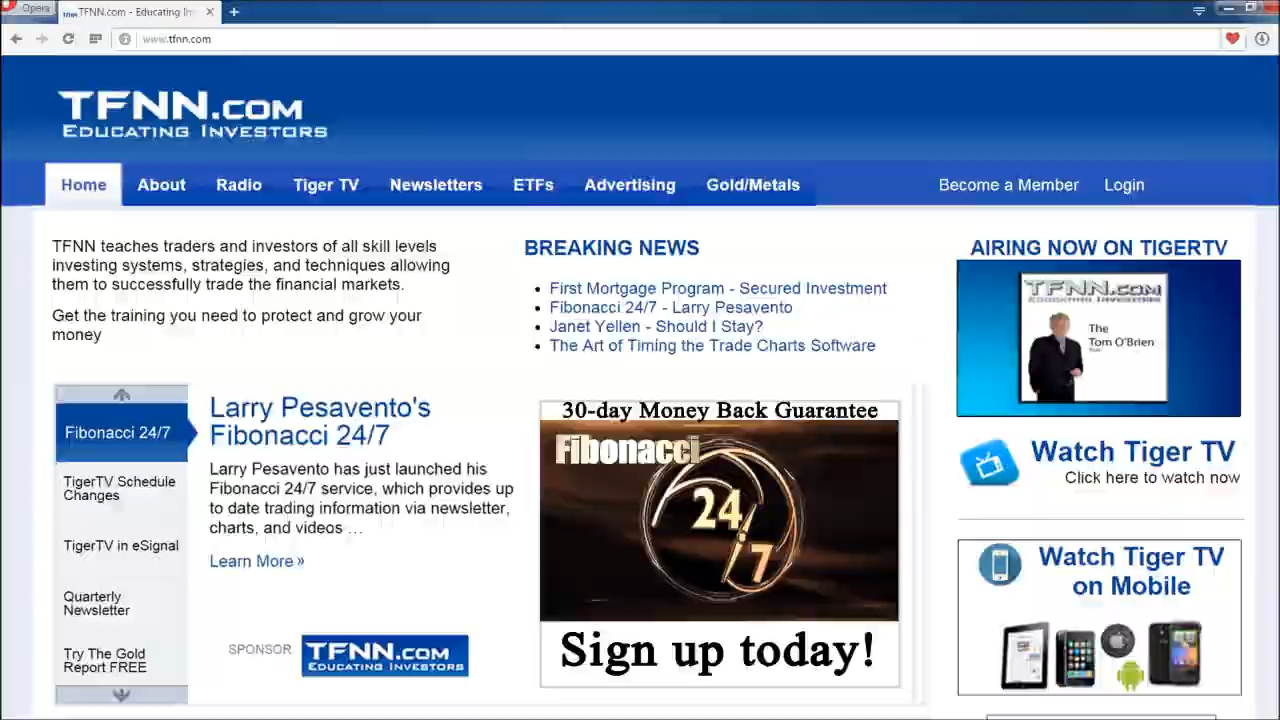 Opera
TFNN.com - Educating In
www.tfnn.com
TFNN.COM
EDUCATING INVESTORS
Home
About
Radio
Tiger TV
Newsletters
ETFs
Advertising
Gold/Metals
Become a Member
Login
TFNN teaches traders and investors of all skill levels
investing systems, strategies, and techniques allowing
them to successfully trade the financial markets.
Get the training you need to protect and grow your
money
BREAKING NEWS
First Mortgage Program - Secured Investment
Fibonacci 24/7 - Larry Pesavento
Janet Yellen - Should I Stay?
The Art of Timing the Trade Charts Software
AIRING NOW ON TIGERTV
TFNN.COM
EDUCATING INVESTORS
The
Tom O'Brien
Watch Tiger TV
Click here to watch now
Watch Tiger TV
on Mobile
Fibonacci 24/7
TigerTV Schedule
Changes
TigerTV in eSignal
Quarterly
Newsletter
Try The Gold
Report FREE
Larry Pesavento's
Fibonacci 24/7
Larry Pesavento has just launched his
Fibonacci 24/7 service, which provides up
to date trading information via newsletter,
charts, and videos …
Learn More »
SPONSOR
TFNN.COM
EDUCATING INVESTORS
30-day Money Back Guarantee
Fibonacci
24/7
Sign up today!